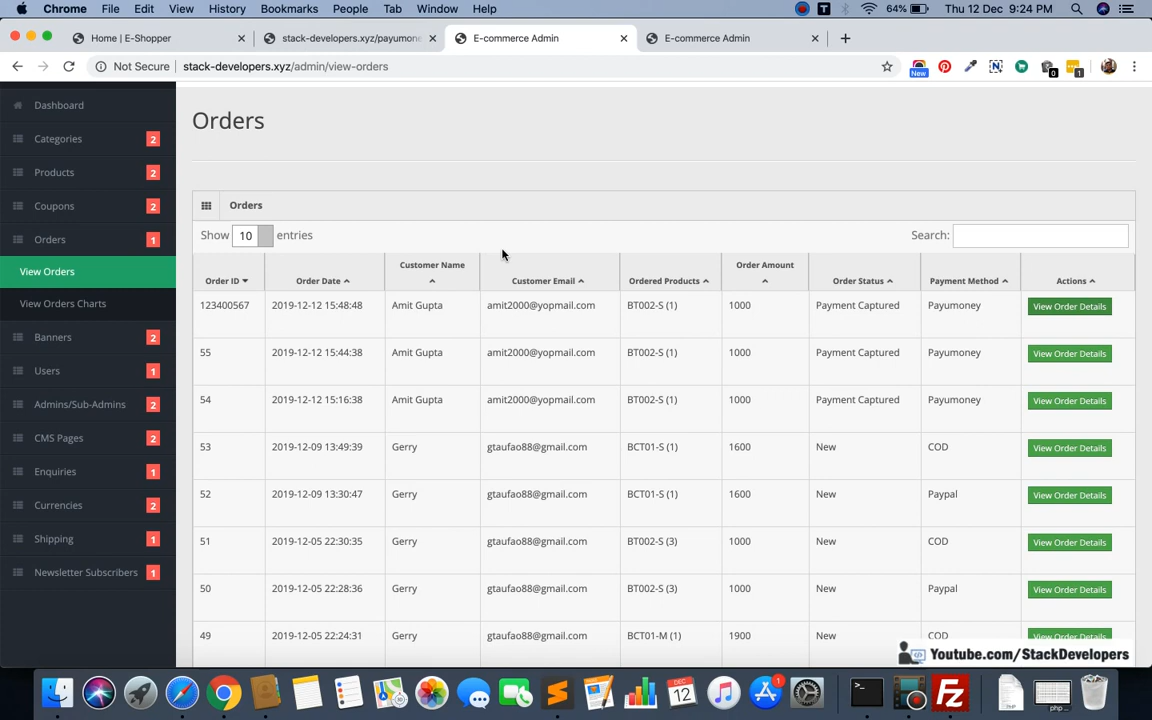 Chrome File Edit View History Bookmarks People Tab Window Help 64% Thu 12 Dec 9:24 PM
Home | E-Shopper stack-developers.xyz/payumone E-commerce Admin E-commerce Admin
Not Secure stack-developers.xyz/admin/view-orders New 0 1
Dashboard
Categories 2
Products 2
Coupons 2
Orders 1
View Orders
View Orders Charts
Banners 2
Users 1
Admins/Sub-Admins 2
CMS Pages 2
Enquiries 1
Currencies 2
Shipping 1
Newsletter Subscribers 1
Orders
Orders
Show 10 entries Search:
Order ID Order Date Customer Name Customer Email Ordered Products Order Amount Order Status Payment Method Actions
123400567 2019-12-12 15:48:48 Amit Gupta amit2000@yopmail.com BT002-S (1) 1000 Payment Captured Payumoney View Order Details
55 2019-12-12 15:44:38 Amit Gupta amit2000@yopmail.com BT002-S (1) 1000 Payment Captured Payumoney View Order Details
54 2019-12-12 15:16:38 Amit Gupta amit2000@yopmail.com BT002-S (1) 1000 Payment Captured Payumoney View Order Details
53 2019-12-09 13:49:39 Gerry gtaufao88@gmail.com BCT01-S (1) 1600 New COD View Order Details
52 2019-12-09 13:30:47 Gerry gtaufao88@gmail.com BCT01-S (1) 1600 New Paypal View Order Details
51 2019-12-05 22:30:35 Gerry gtaufao88@gmail.com BT002-S (3) 1000 New COD View Order Details
50 2019-12-05 22:28:36 Gerry gtaufao88@gmail.com BT002-S (3) 1000 New Paypal View Order Details
49 2019-12-05 22:24:31 Gerry gtaufao88@gmail.com BCT01-M (1) 1900 New COD View Order Details
Youtube.com/StackDevelopers
DEC
12
1